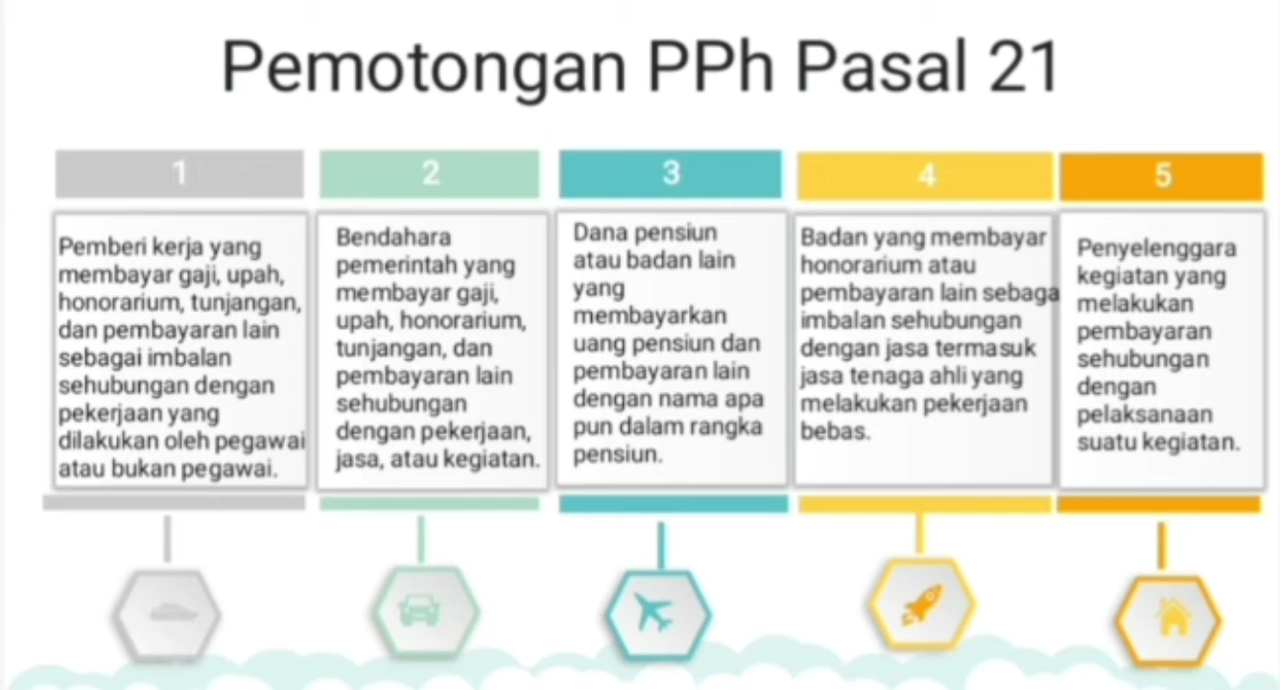 Pemotongan PPh Pasal 21
1
Pemberi kerja yang
membayar gaji, upah,
honorarium, tunjangan,
dan pembayaran lain
sebagai imbalan
sehubungan dengan
pekerjaan yang
dilakukan oleh pegawai
atau bukan pegawai.
2
Bendahara
pemerintah yang
membayar gaji,
upah, honorarium,
tunjangan, dan
pembayaran lain
sehubungan
dengan pekerjaan,
jasa, atau kegiatan.
3
Dana pensiun
atau badan lain
yang
membayarkan
uang pensiun dan
pembayaran lain
dengan nama apa
pun dalam rangka
pensiun.
4
Badan yang membayar
honorarium atau
pembayaran lain sebaga
imbalan sehubungan
dengan jasa termasuk
jasa tenaga ahli yang
melakukan pekerjaan
bebas.
5
Penyelenggara
kegiatan yang
melakukan
pembayaran
sehubungan
dengan
pelaksanaan
suatu kegiatan.